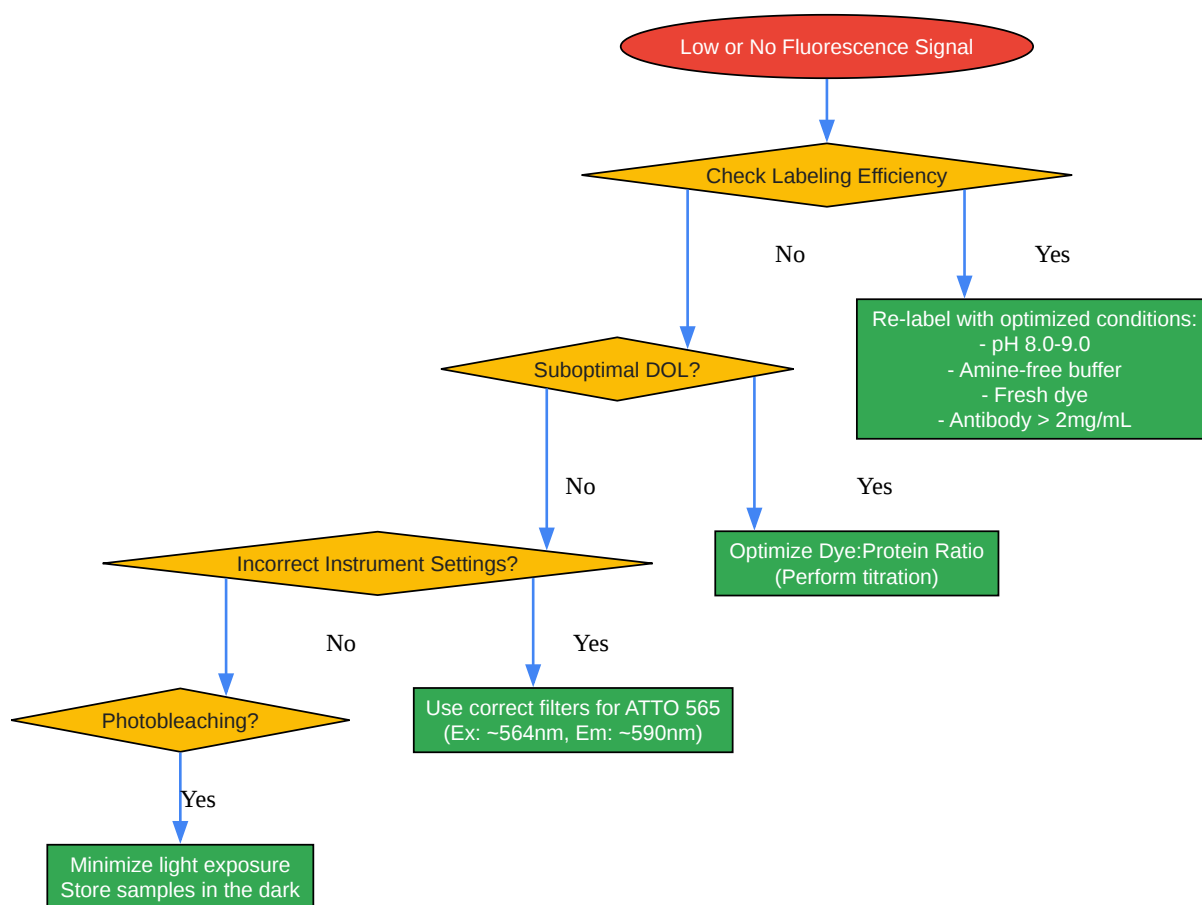 Low or No Fluorescence Signal
Check Labeling Efficiency
No
Yes
Re-label with optimized conditions:
- pH 8.0-9.0
- Amine-free buffer
- Fresh dye
- Antibody > 2mg/mL
Suboptimal DOL?
No
Yes
Optimize Dye:Protein Ratio
(Perform titration)
Incorrect Instrument Settings?
No
Yes
Use correct filters for ATTO 565
(Ex: ~564nm, Em: ~590nm)
Photobleaching?
Yes
Minimize light exposure
Store samples in the dark